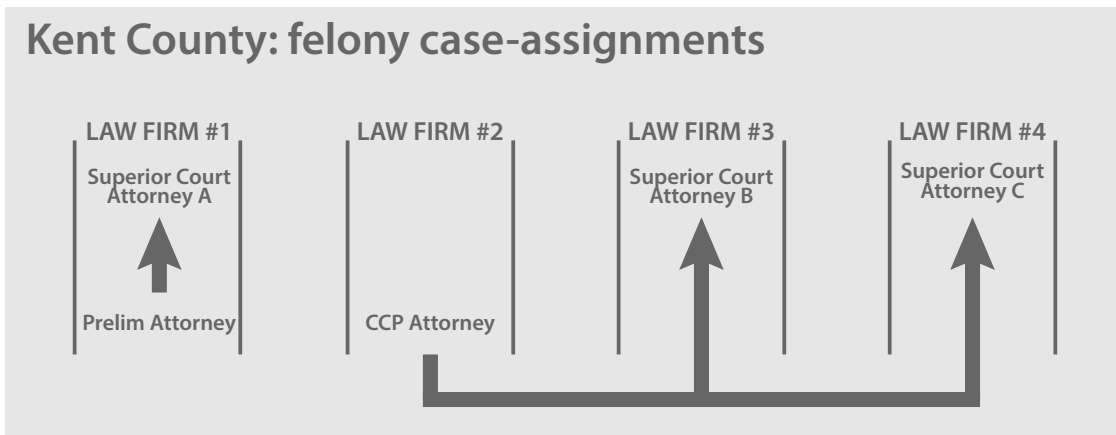 Kent County: felony case-assignments
LAW FIRM #1
Superior Court
Attorney A
Prelim Attorney
LAW FIRM #2
CCP Attorney
LAW FIRM #3
Superior Court
Attorney B
LAW FIRM #4
Superior Court
Attorney C